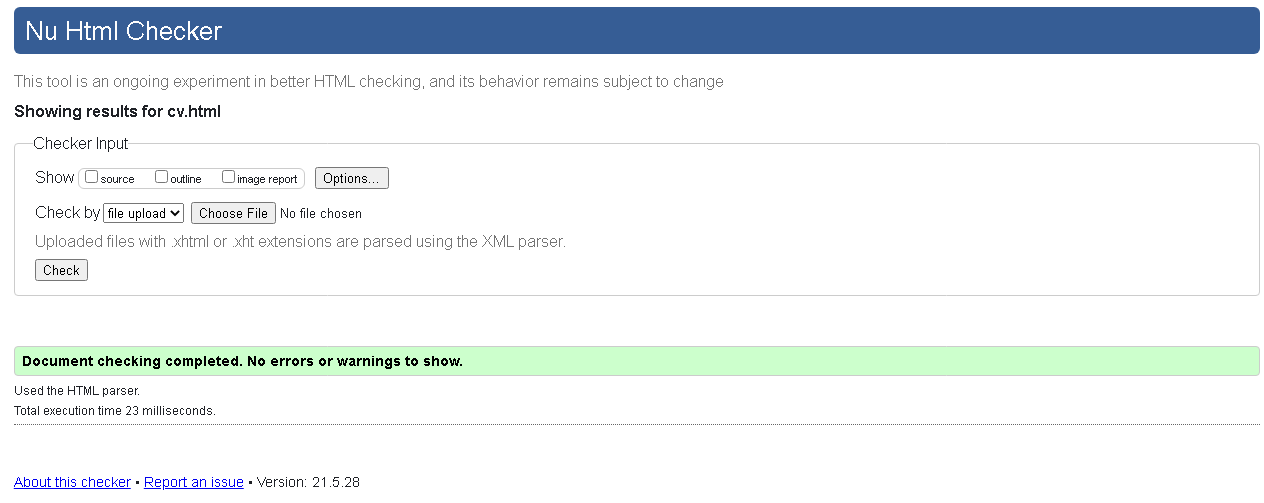 Nu Html Checker
This tool is an ongoing experiment in better HTML checking, and its behavior remains subject to change
Showing results for cv.html
Checker Input
Show source outline image report Options...
Check by file upload Choose File No file chosen
Uploaded files with .xhtml or .xht extensions are parsed using the XML parser.
Check
Document checking completed. No errors or warnings to show.
Used the HTML parser.
Total execution time 23 milliseconds.
About this checker • Report an issue • Version: 21.5.28